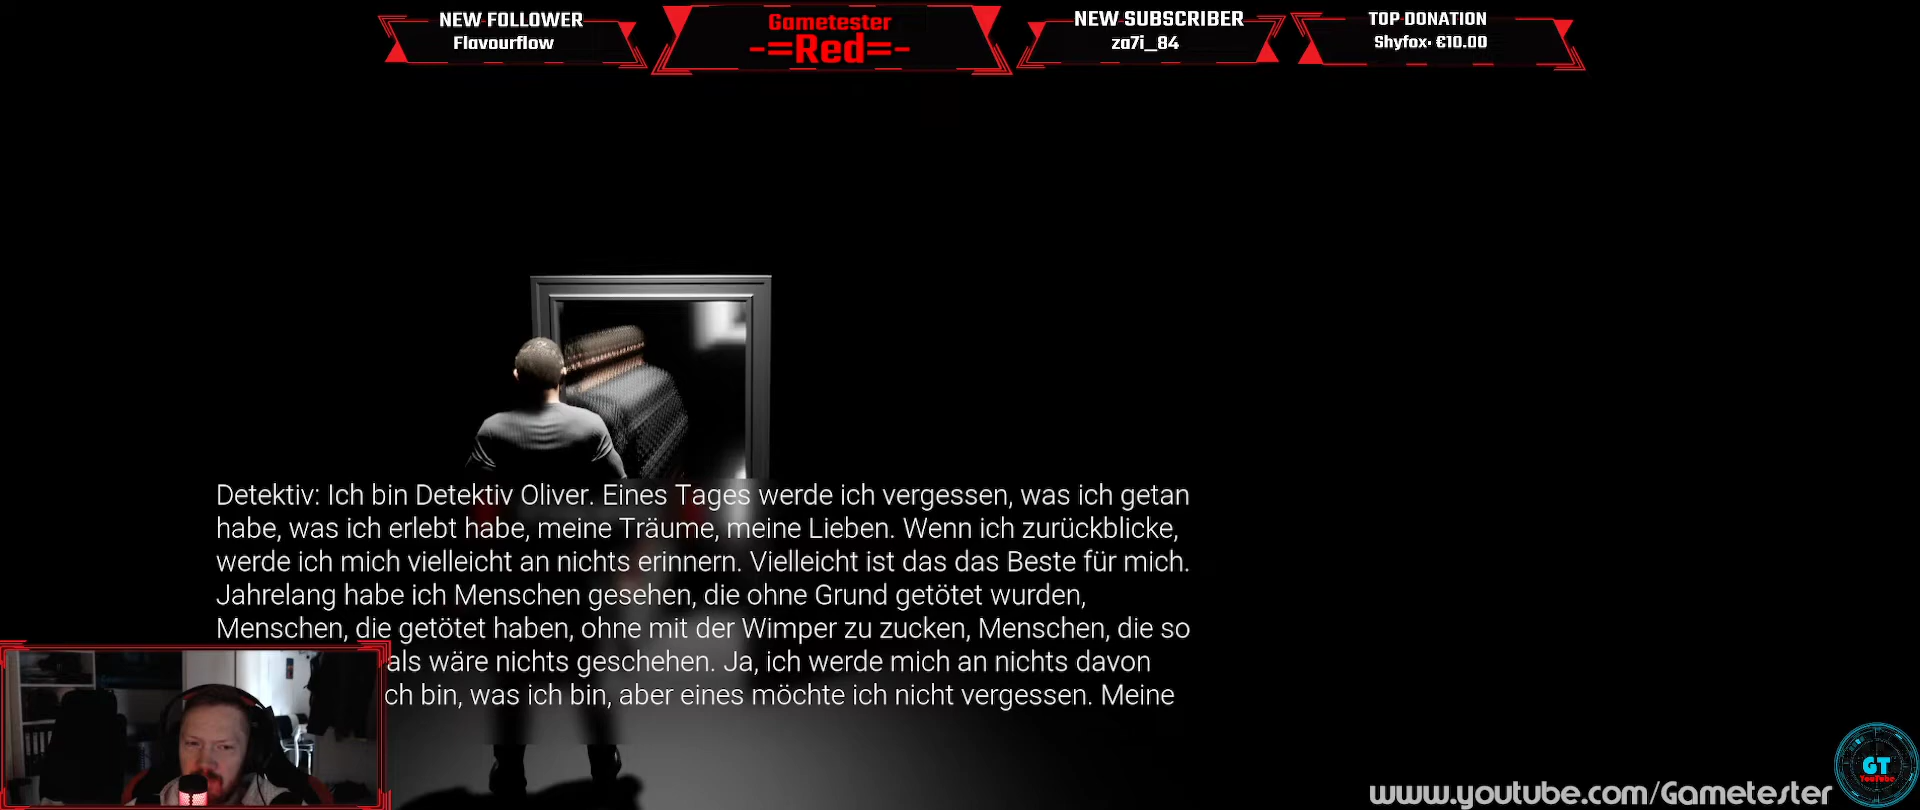 NEW FOLLOWER
Flavourflow
Gametester
-=Red=-
NEW SUBSCRIBER
za7i_84
TOP DONATION
Shyfox· €10.00
Detektiv: Ich bin Detektiv Oliver. Eines Tages werde ich vergessen, was ich getan
habe, was ich erlebt habe, meine Träume, meine Lieben. Wenn ich zurückblicke,
werde ich mich vielleicht an nichts erinnern. Vielleicht ist das das Beste für mich.
Jahrelang habe ich Menschen gesehen, die ohne Grund getötet wurden,
Menschen, die getötet haben, ohne mit der Wimper zu zucken, Menschen, die so
als wäre nichts geschehen. Ja, ich werde mich an nichts davon
ch bin, was ich bin, aber eines möchte ich nicht vergessen. Meine
GT
YouTube
www.youtube.com/Gametester